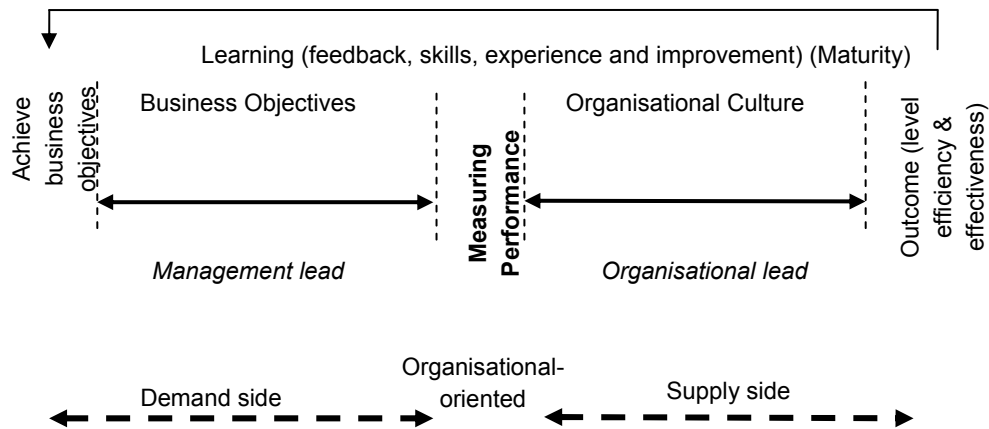 Learning (feedback, skills, experience and improvement) (Maturity)
Achieve
business
objectives
Business Objectives
Measuring
Performance
Organisational Culture
Outcome (level
efficiency &
effectiveness)
Management lead
Organisational lead
Demand side
Organisational-
oriented
Supply side